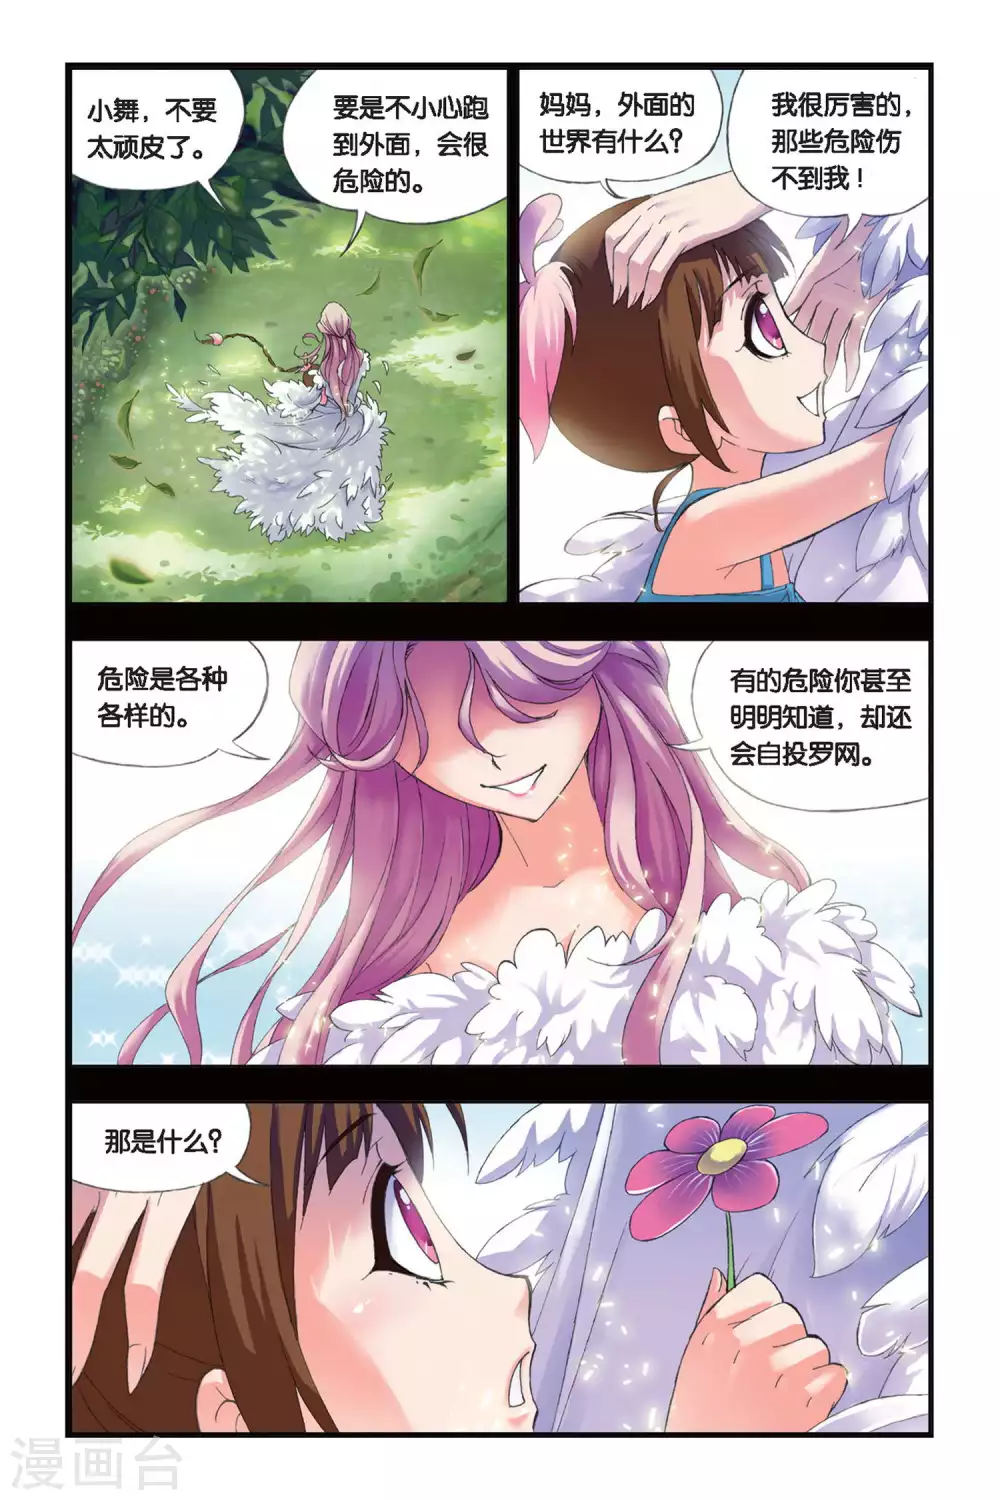 小舞，不要
太顽皮了。
要是不小心跑
到外面，会很
危险的。
妈妈，外面的
世界有什么？
我很厉害的，
那些危险伤
不到我！
危险是各种
各样的。
有的危险你甚至
明明知道，却还
会自投罗网。
那是什么？
漫画台